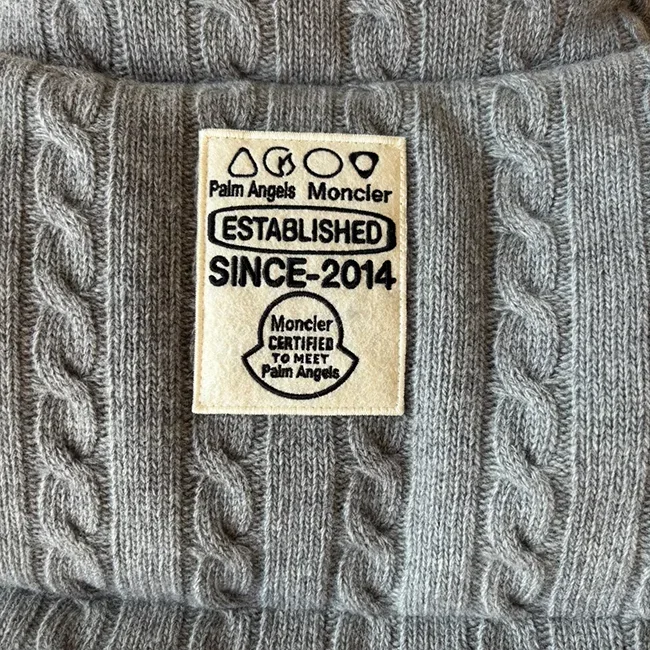 Palm Angels Moncler
ESTABLISHED
SINCE-2014
Moncler
CERTIFIED
TO MEET
Palm Angels